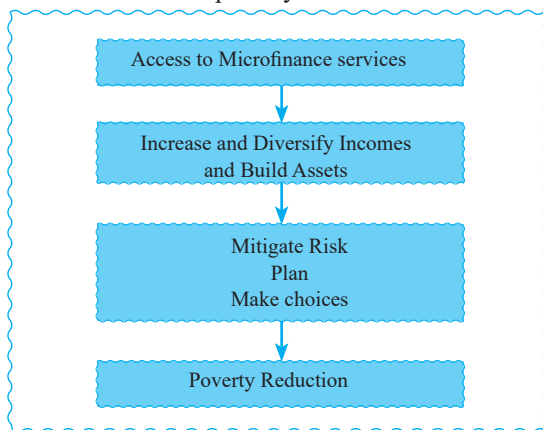 Access to Microfinance services
Increase and Diversify Incomes
and Build Assets
Mitigate Risk
Plan
Make choices
Poverty Reduction